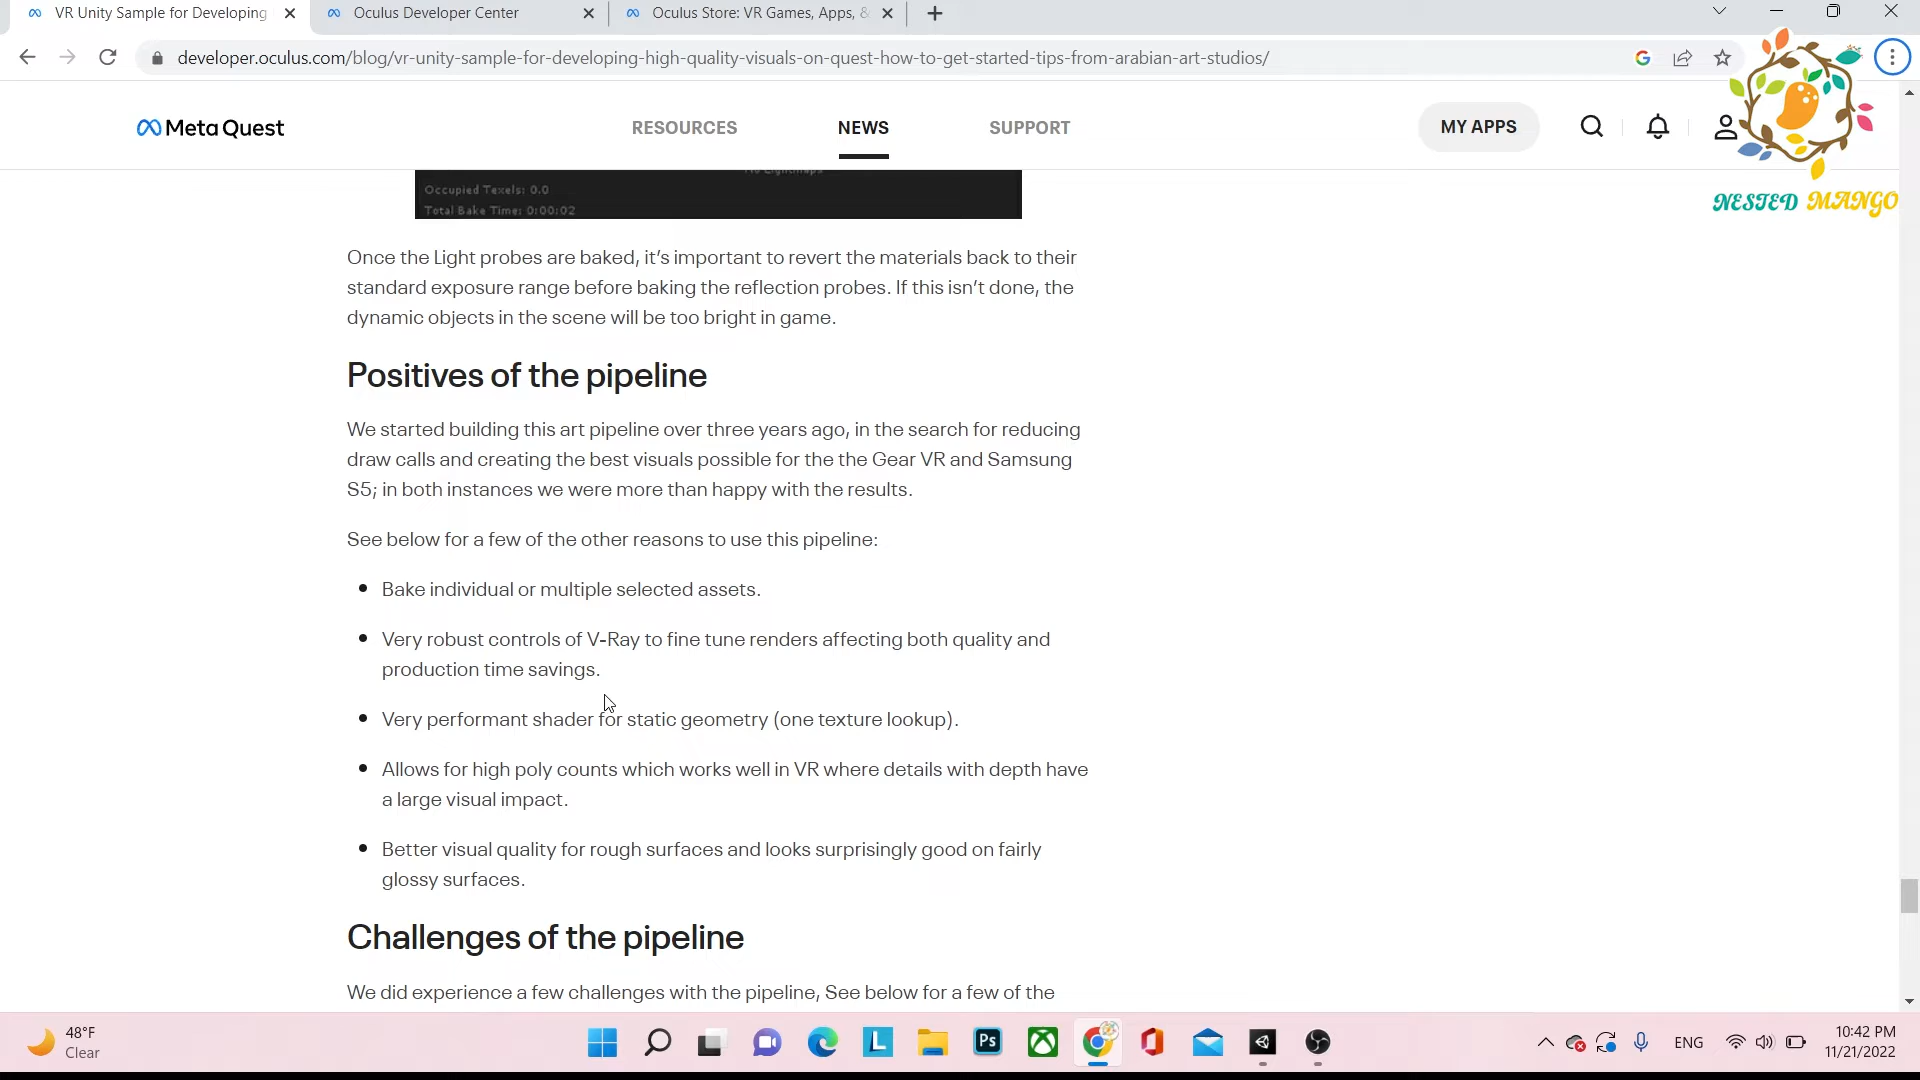 VR Unity Sample for Developing
Oculus Developer Center
Oculus Store: VR Games, Apps, &
developer.oculus.com/blog/vr-unity-sample-for-developing-high-quality-visuals-on-quest-how-to-get-started-tips-from-arabian-art-studios/
Meta Quest
RESOURCES
NEWS
SUPPORT
MY APPS
NESTED MANGO
No Lightmaps
Occupied Texels: 0.0
Total Bake Time: 0:00:02
Once the Light probes are baked, it’s important to revert the materials back to their
standard exposure range before baking the reflection probes. If this isn’t done, the
dynamic objects in the scene will be too bright in game.
Positives of the pipeline
We started building this art pipeline over three years ago, in the search for reducing
draw calls and creating the best visuals possible for the the Gear VR and Samsung
S5; in both instances we were more than happy with the results.
See below for a few of the other reasons to use this pipeline:
Bake individual or multiple selected assets.
Very robust controls of V-Ray to fine tune renders affecting both quality and
production time savings.
Very performant shader for static geometry (one texture lookup).
Allows for high poly counts which works well in VR where details with depth have
a large visual impact.
Better visual quality for rough surfaces and looks surprisingly good on fairly
glossy surfaces.
Challenges of the pipeline
We did experience a few challenges with the pipeline, See below for a few of the
48°F
Clear
L
Ps
ENG
10:42 PM
11/21/2022